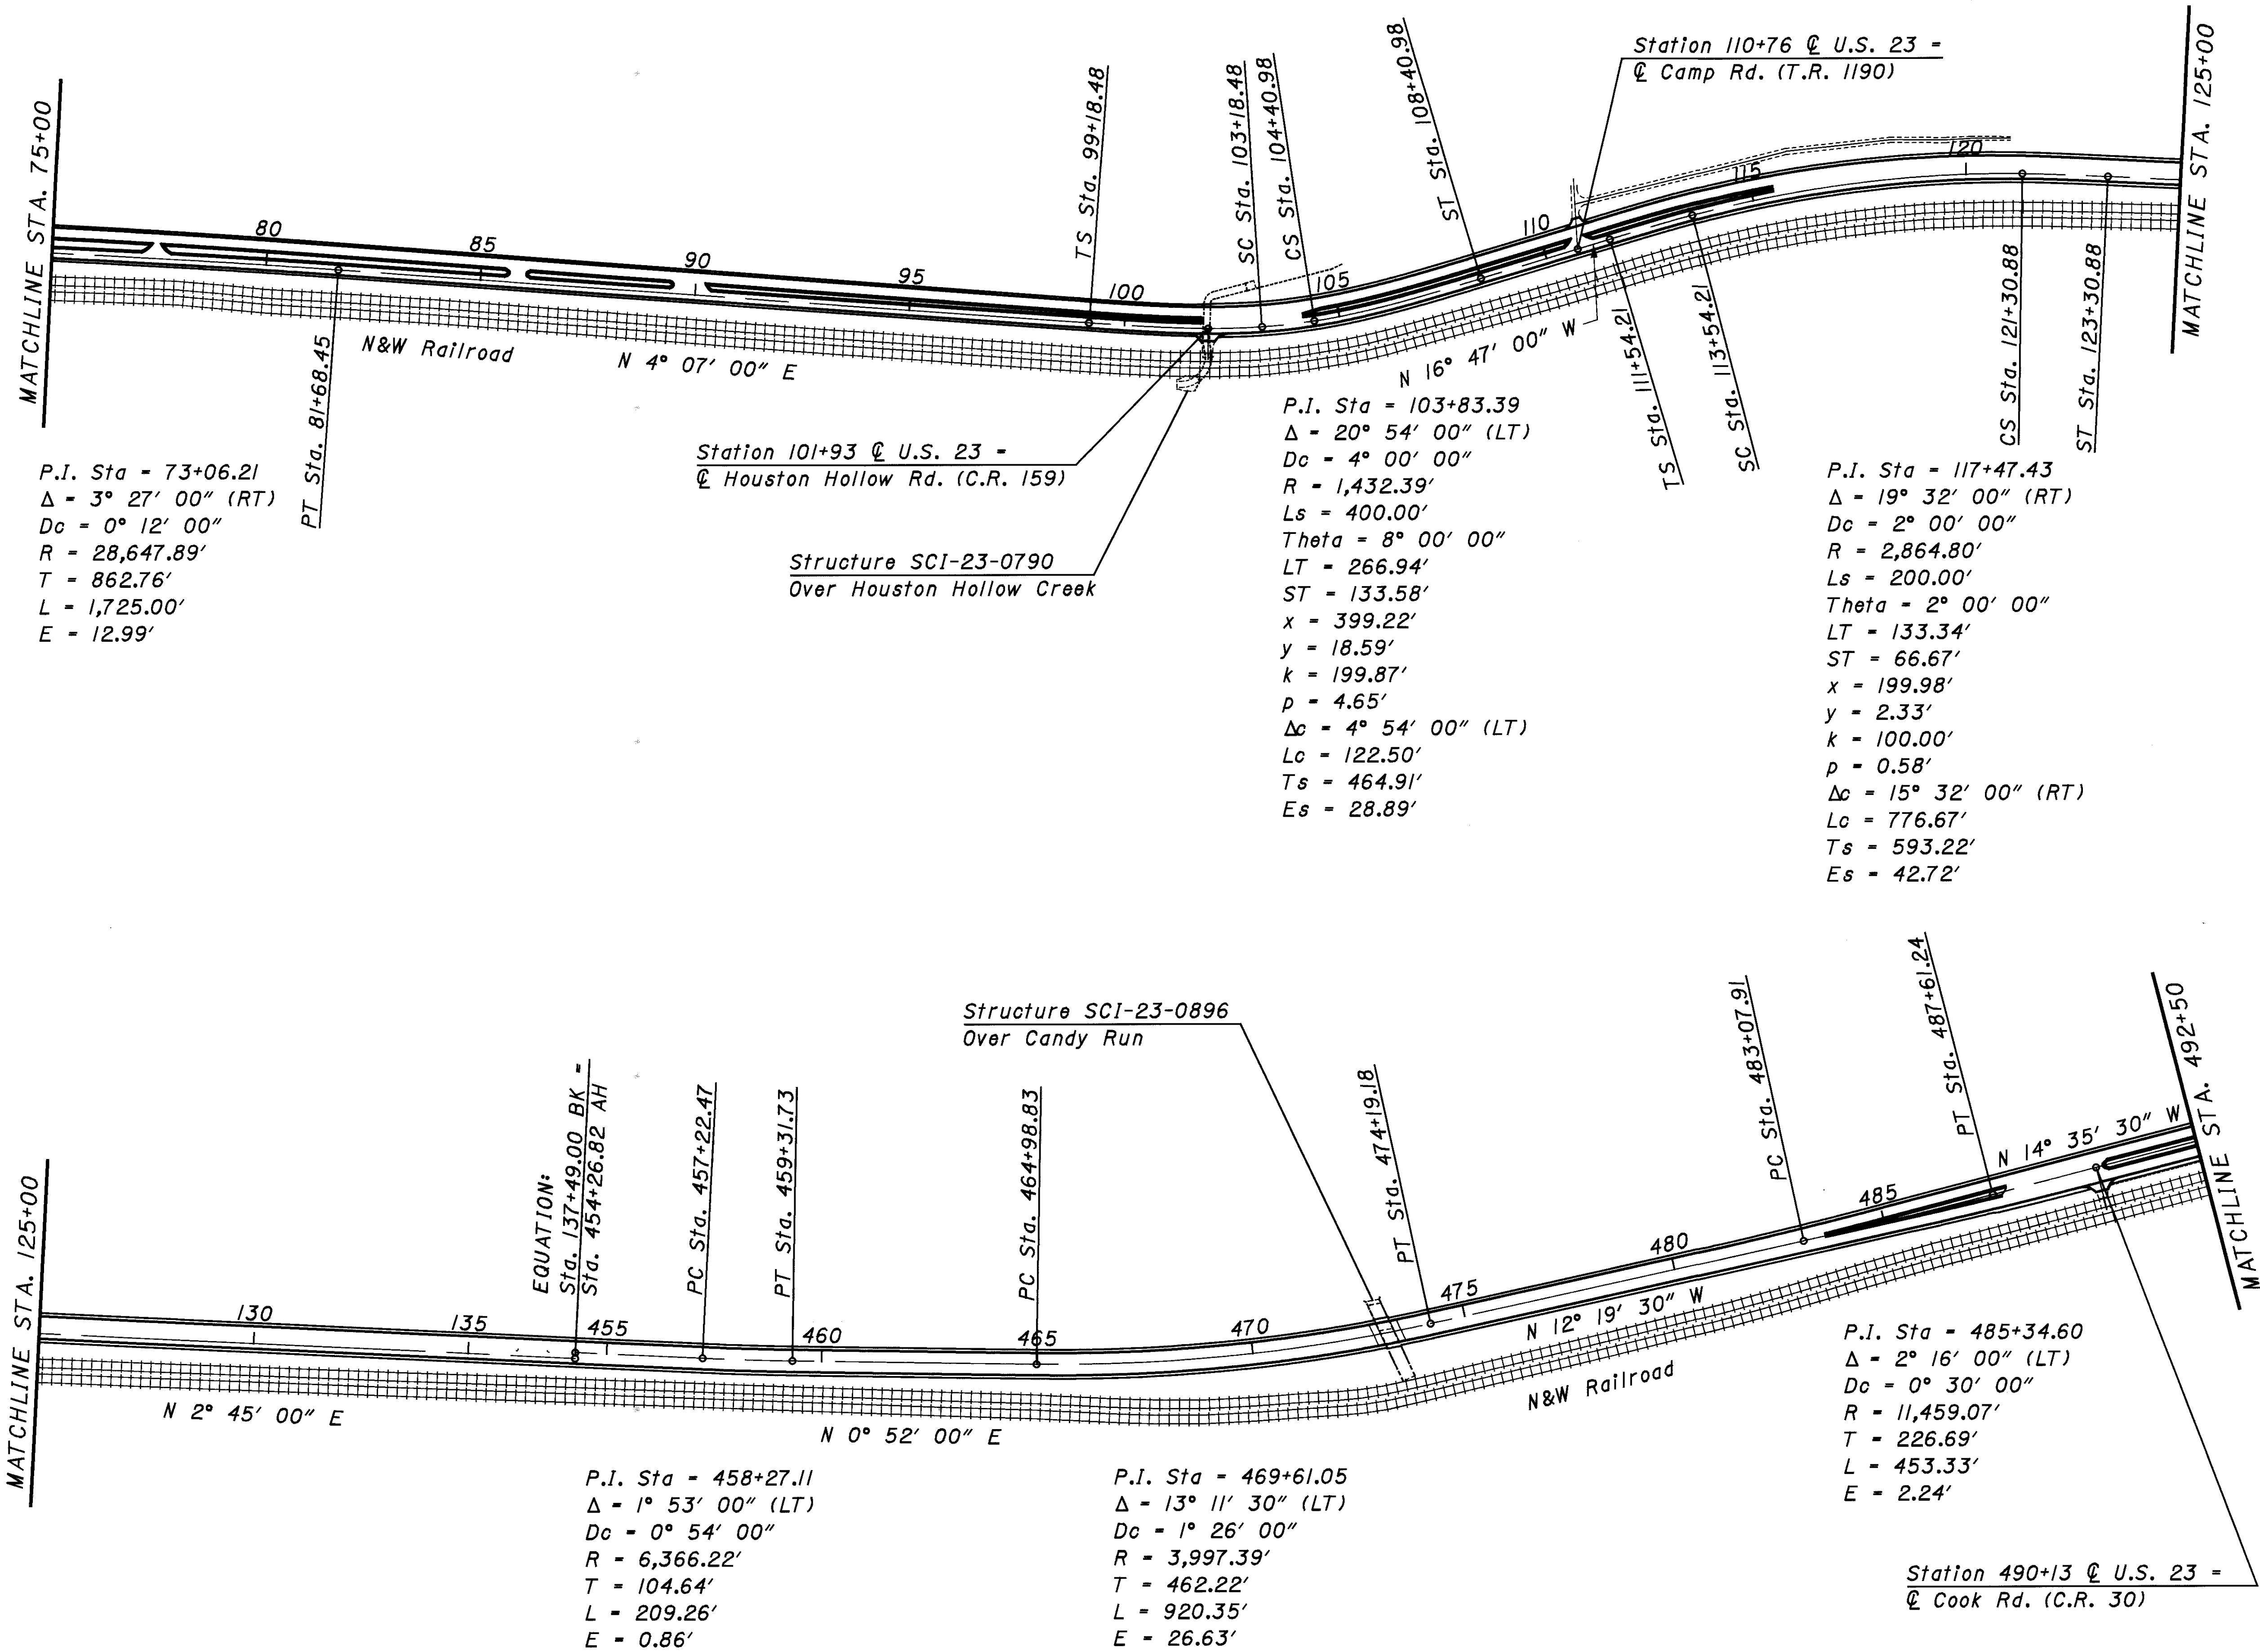 MATCHLINE STA. 75+00
80
85
90
95
100
105
110
115
120
PT Sta. 81+68.45
N&W Railroad
N 4° 07' 00" E
TS Sta. 99+18.48
SC Sta. 103+18.48
CS Sta. 104+40.98
ST Sta. 108+40.98
Station 110+76 ℄ U.S. 23 =
℄ Camp Rd. (T.R. 1190)
MATCHLINE STA. 125+00
N 16° 47' 00" W
TS Sta. 111+54.21
SC Sta. 113+54.21
CS Sta. 121+30.88
ST Sta. 123+30.88
Station 101+93 ℄ U.S. 23 =
℄ Houston Hollow Rd. (C.R. 159)
Structure SCI-23-0790
Over Houston Hollow Creek
P.I. Sta = 73+06.21
Δ = 3° 27' 00" (RT)
Dc = 0° 12' 00"
R = 28,647.89'
T = 862.76'
L = 1,725.00'
E = 12.99'
P.I. Sta = 103+83.39
Δ = 20° 54' 00" (LT)
Dc = 4° 00' 00"
R = 1,432.39'
Ls = 400.00'
Theta = 8° 00' 00"
LT = 266.94'
ST = 133.58'
x = 399.22'
y = 18.59'
k = 199.87'
p = 4.65'
Δc = 4° 54' 00" (LT)
Lc = 122.50'
Ts = 464.91'
Es = 28.89'
P.I. Sta = 117+47.43
Δ = 19° 32' 00" (RT)
Dc = 2° 00' 00"
R = 2,864.80'
Ls = 200.00'
Theta = 2° 00' 00"
LT = 133.34'
ST = 66.67'
x = 199.98'
y = 2.33'
k = 100.00'
p = 0.58'
Δc = 15° 32' 00" (RT)
Lc = 776.67'
Ts = 593.22'
Es = 42.72'
MATCHLINE STA. 125+00
130
135
455
460
465
470
475
480
485
EQUATION:
Sta. 137+49.00 BK =
Sta. 454+26.82 AH
PC Sta. 457+22.47
PT Sta. 459+31.73
PC Sta. 464+98.83
Structure SCI-23-0896
Over Candy Run
PT Sta. 474+19.18
PC Sta. 483+07.91
PT Sta. 487+61.24
N 14° 35' 30" W
MATCHLINE STA. 492+50
N 2° 45' 00" E
N 0° 52' 00" E
N 12° 19' 30" W
N&W Railroad
P.I. Sta = 458+27.11
Δ = 1° 53' 00" (LT)
Dc = 0° 54' 00"
R = 6,366.22'
T = 104.64'
L = 209.26'
E = 0.86'
P.I. Sta = 469+61.05
Δ = 13° 11' 30" (LT)
Dc = 1° 26' 00"
R = 3,997.39'
T = 462.22'
L = 920.35'
E = 26.63'
P.I. Sta = 485+34.60
Δ = 2° 16' 00" (LT)
Dc = 0° 30' 00"
R = 11,459.07'
T = 226.69'
L = 453.33'
E = 2.24'
Station 490+13 ℄ U.S. 23 =
℄ Cook Rd. (C.R. 30)